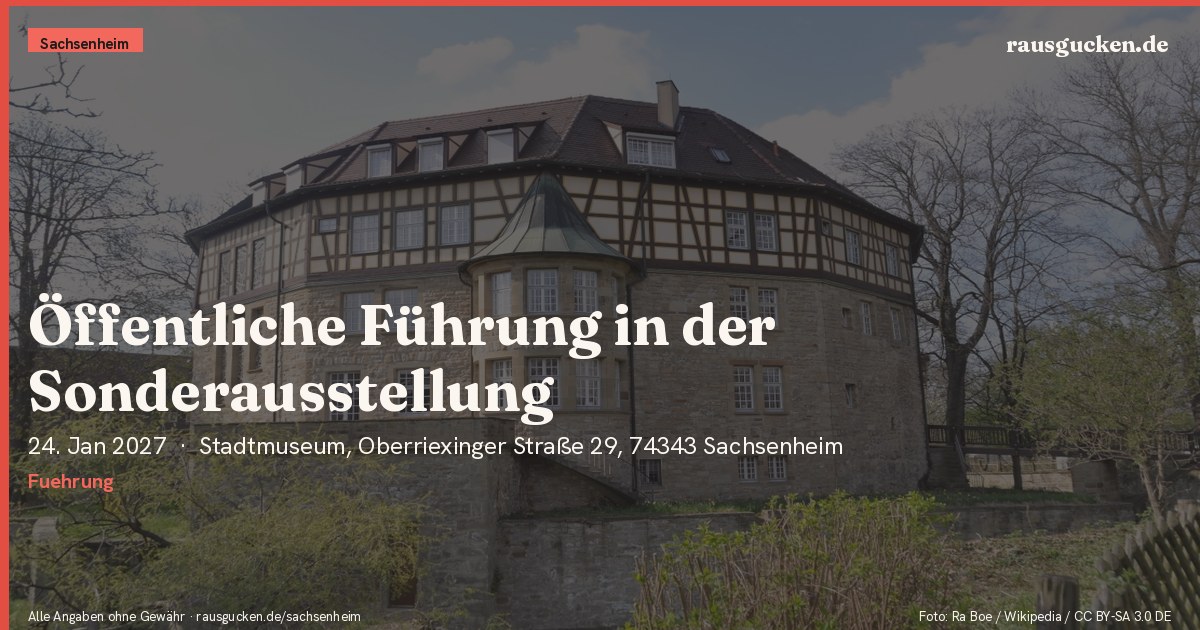 Sachsenheim
rausgucken.de
Öffentliche Führung in der
Sonderausstellung
24. Jan 2027 · Stadtmuseum, Oberriexinger Straße 29, 74343 Sachsenheim
Fuehrung
Alle Angaben ohne Gewähr · rausgucken.de/sachsenheim
Foto: Ra Boe / Wikipedia / CC BY-SA 3.0 DE